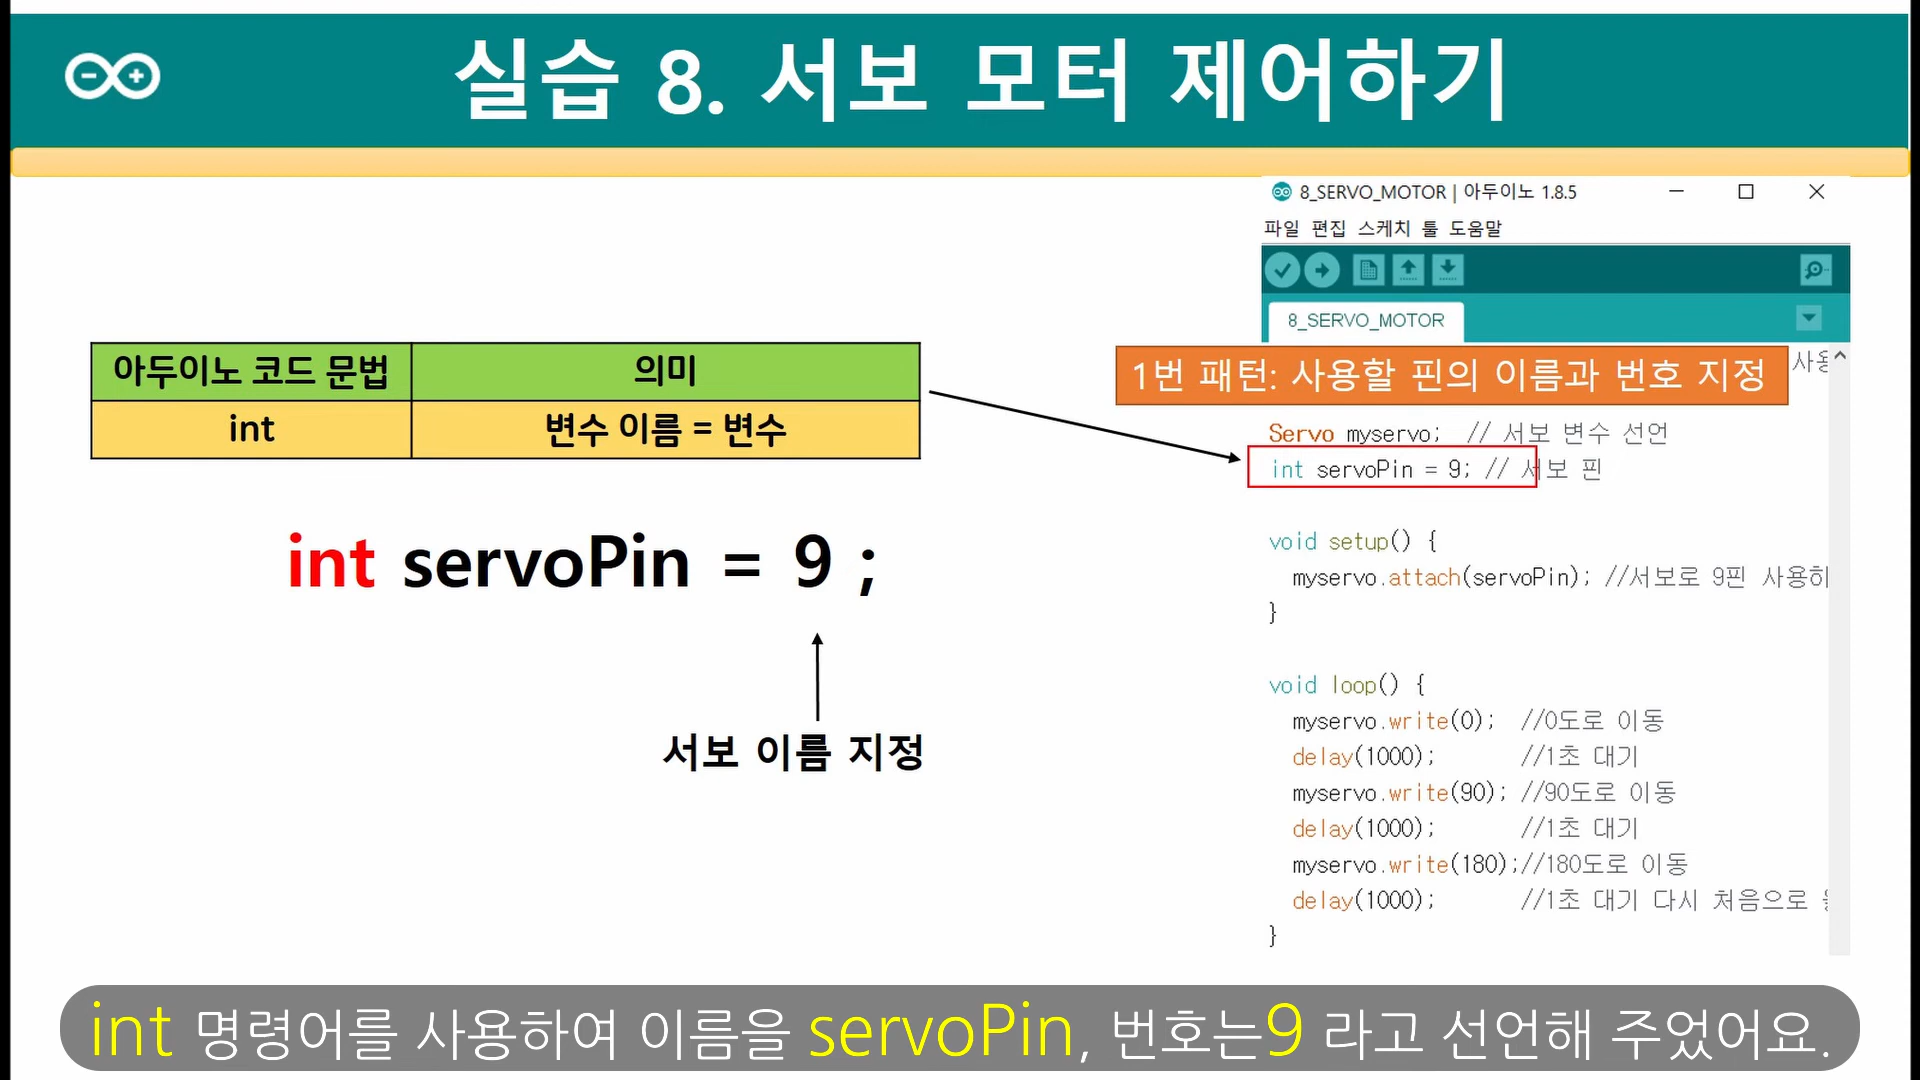 실습 8. 서보 모터 제어하기
8_SERVO_MOTOR | 아두이노 1.8.5
파일 편집 스케치 툴 도움말
8_SERVO_MOTOR
아두이노 코드 문법 의미
int 변수 이름 = 변수
1번 패턴: 사용할 핀의 이름과 번호 지정
Servo myservo; // 서보 변수 선언
int servoPin = 9; // 서보 핀
int servoPin = 9 ;
서보 이름 지정
void setup() {
myservo.attach(servoPin); //서보로 9핀
}
void loop() {
myservo.write(0); //0도로 이동
delay(1000); //1초 대기
myservo.write(90); //90도로 이동
delay(1000); //1초 대기
myservo.write(180);//180도로 이동
delay(1000); //1초 대기 다시 처음으로
}
int 명령어를 사용하여 이름을 servoPin, 번호는9 라고 선언해 주었어요.